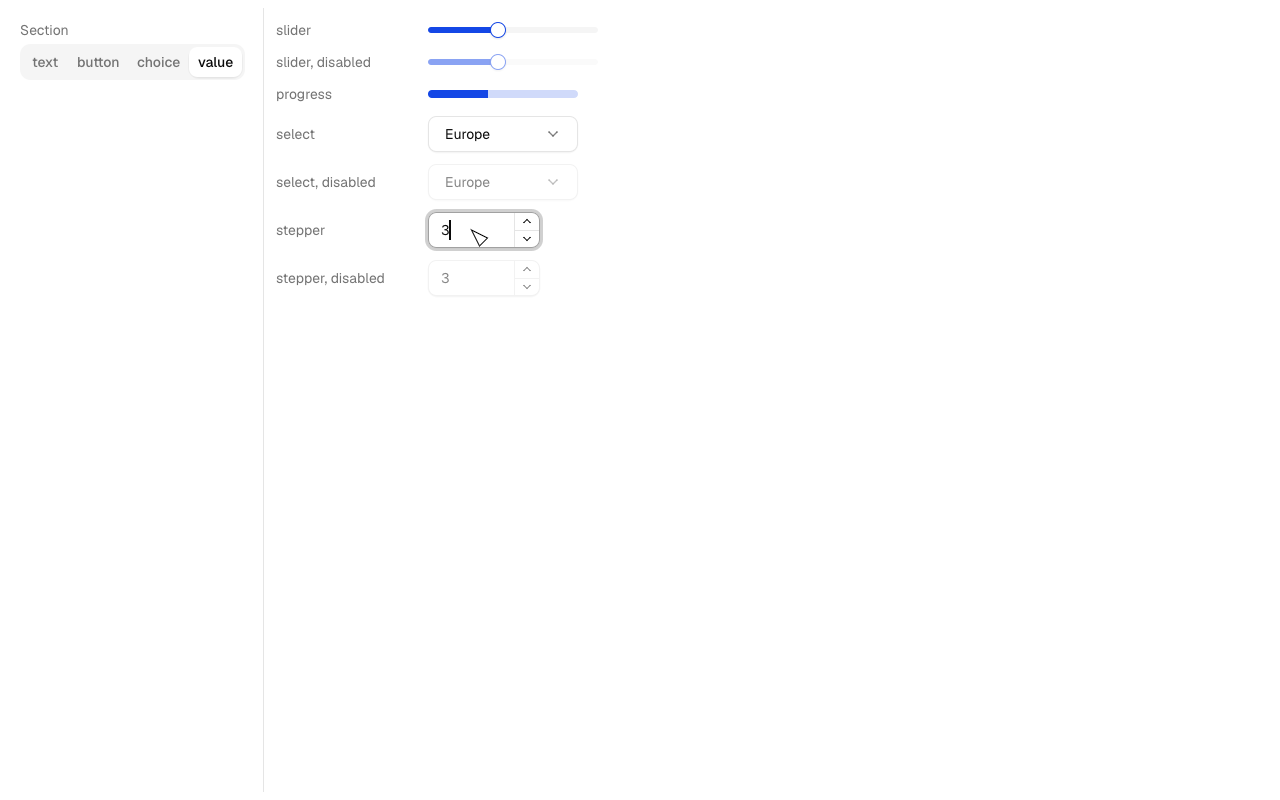 Section
text button choice value
slider
slider, disabled
progress
select Europe
select, disabled Europe
stepper 3
stepper, disabled 3